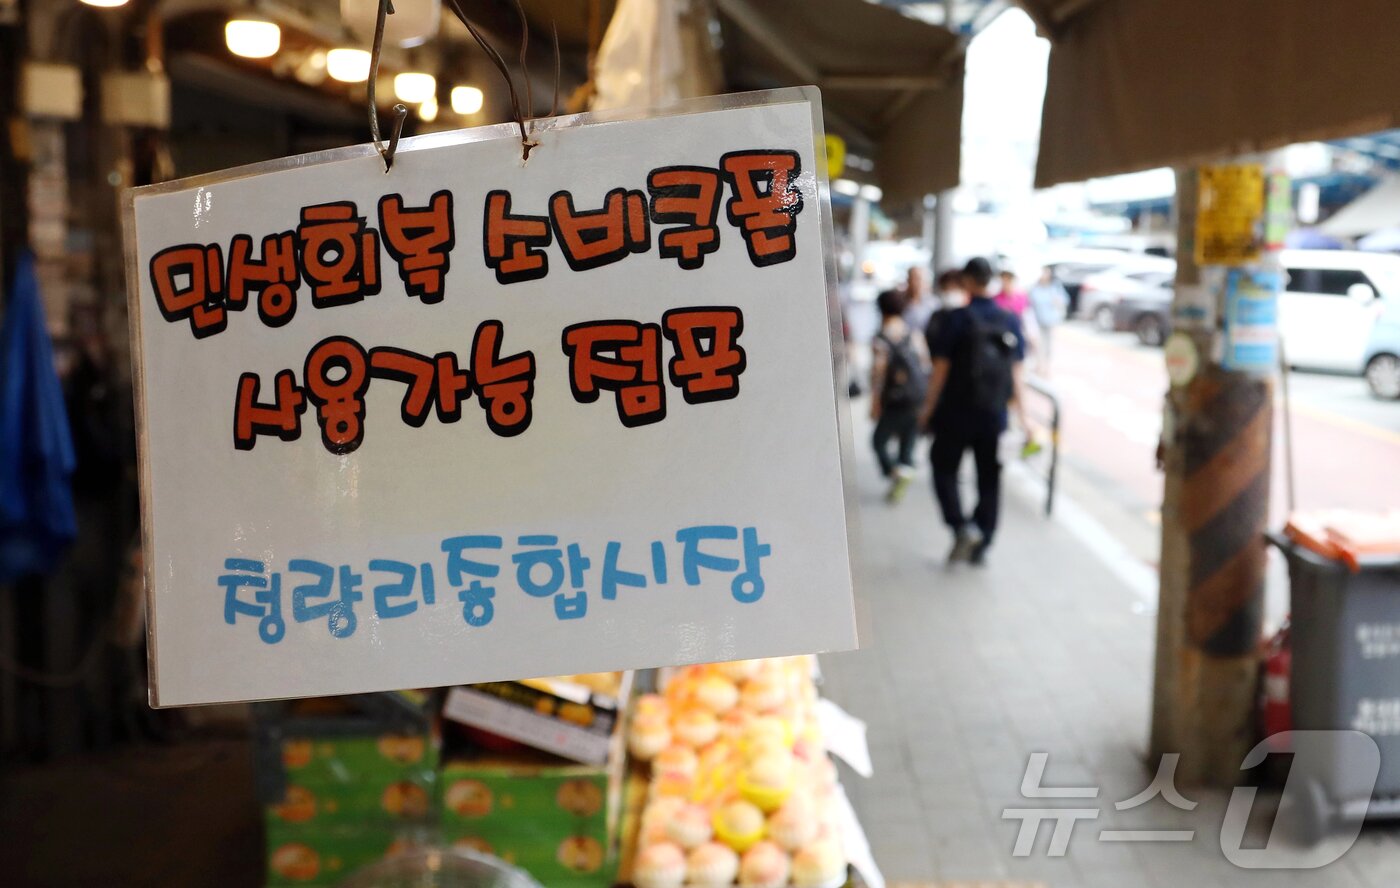 민생회복 소비쿠폰
사용가능 점포
청량리종합시장
뉴스1